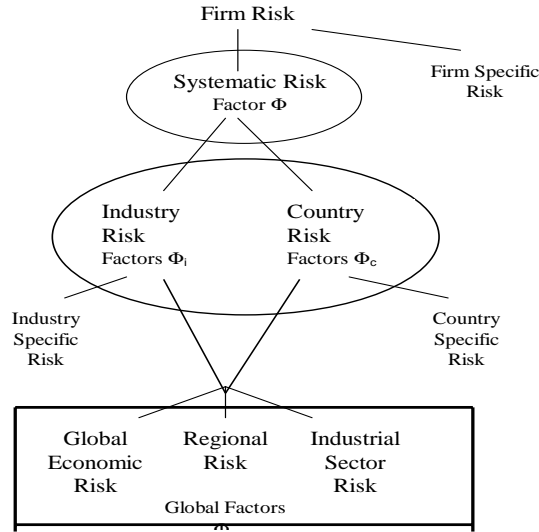 Firm Risk
Firm Specific
Risk
Systematic Risk
Factor Φ
Industry
Risk
Factors Φi
Country
Risk
Factors Φc
Industry
Specific
Risk
Country
Specific
Risk
Global
Economic
Risk
Regional
Risk
Industrial
Sector
Risk
Global Factors
Φ